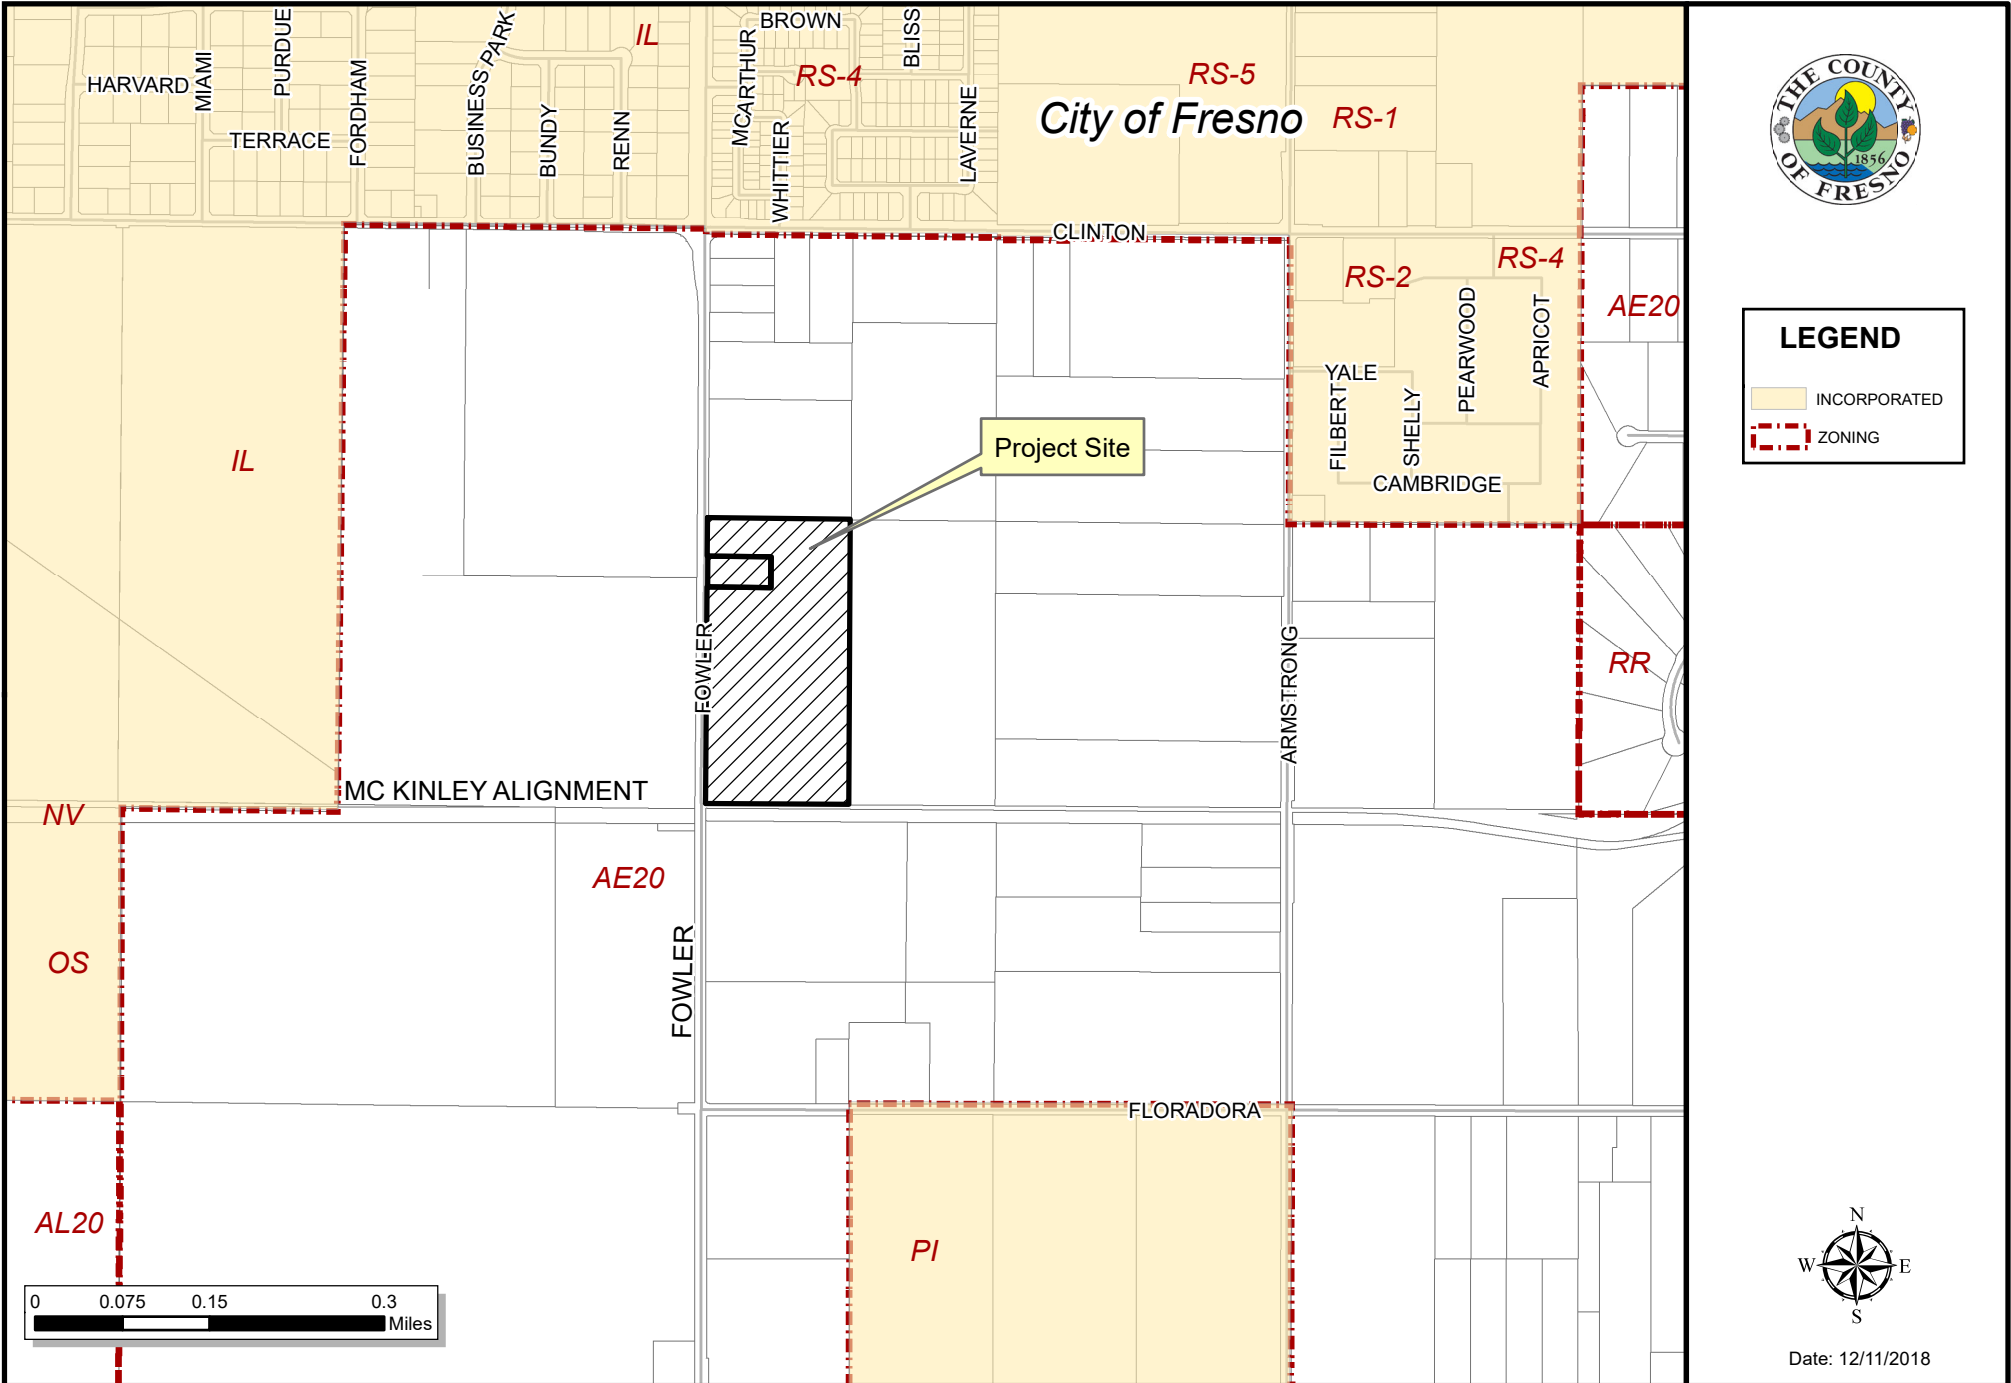 IL
BROWN
BLISS
PURDUE
BUSINESS PARK
MCARTHUR
HARVARD
MIAMI
FORDHAM
RS-4
RS-5
LAVERNE
City of Fresno
RS-1
TERRACE
BUNDY
RENN
WHITTIER
CLINTON
RS-2
RS-4
AE20
PEARWOOD
APRICOT
YALE
FILBERT
SHELLY
CAMBRIDGE
IL
Project Site
FOWLER
ARMSTRONG
RR
MC KINLEY ALIGNMENT
NV
AE20
OS
FOWLER
FLORADORA
AL20
PI
0 0.075 0.15 0.3
Miles
THE COUNTY
OF FRESNO
1856
LEGEND
INCORPORATED
ZONING
N
W E
S
Date: 12/11/2018